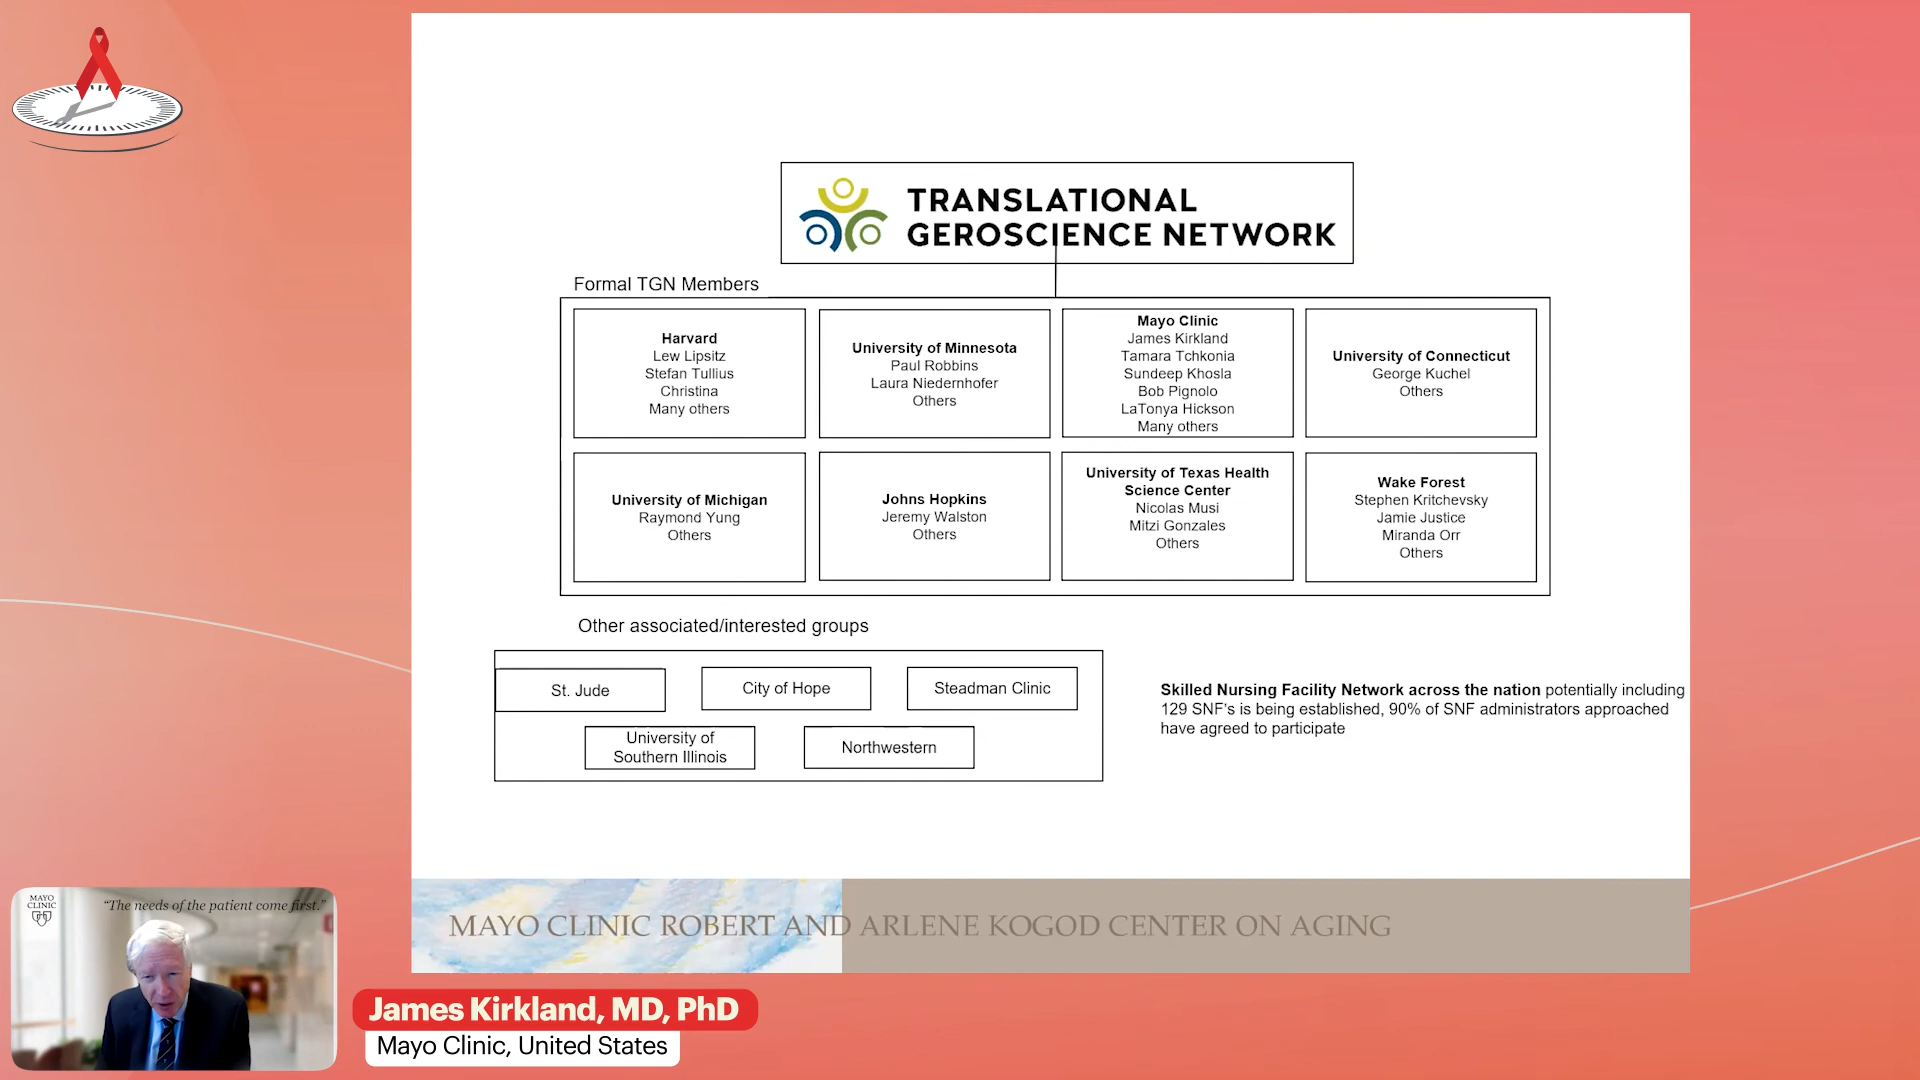 TRANSLATIONAL
GEROSCIENCE NETWORK
Formal TGN Members
Harvard
Lew Lipsitz
Stefan Tullius
Christina
Many others
University of Minnesota
Paul Robbins
Laura Niedernhofer
Others
Mayo Clinic
James Kirkland
Tamara Tchkonia
Sundeep Khosla
Bob Pignolo
LaTonya Hickson
Many others
University of Connecticut
George Kuchel
Others
University of Michigan
Raymond Yung
Others
Johns Hopkins
Jeremy Walston
Others
University of Texas Health
Science Center
Nicolas Musi
Mitzi Gonzales
Others
Wake Forest
Stephen Kritchevsky
Jamie Justice
Miranda Orr
Others
Other associated/interested groups
St. Jude
City of Hope
Steadman Clinic
University of
Southern Illinois
Northwestern
Skilled Nursing Facility Network across the nation potentially including
129 SNF's is being established, 90% of SNF administrators approached
have agreed to participate
MAYO CLINIC ROBERT AND ARLENE KOGOD CENTER ON AGING
MAYO
CLINIC
“The needs of the patient come first.”
James Kirkland, MD, PhD
Mayo Clinic, United States